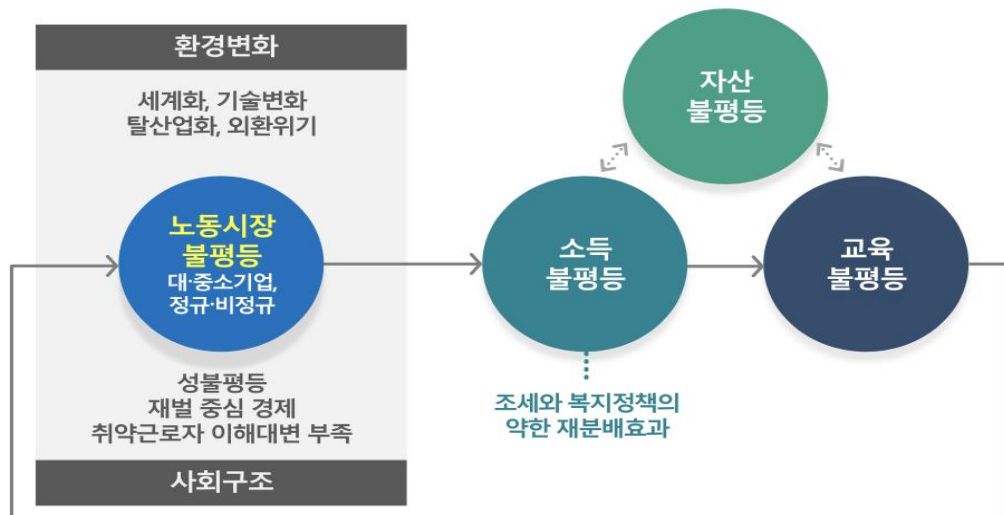 환경변화
세계화, 기술변화
탈산업화, 외환위기
노동시장
불평등
대·중소기업,
정규·비정규
성불평등
재벌 중심 경제
취약근로자 이해대변 부족
사회구조
자산
불평등
소득
불평등
교육
불평등
조세와 복지정책의
약한 재분배효과